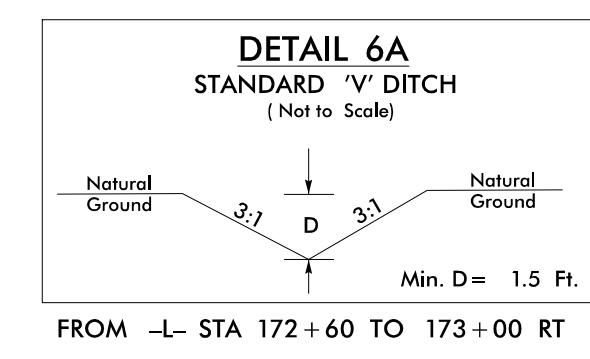 DETAIL 6A
STANDARD 'V' DITCH
( Not to Scale)
Natural
Ground
3:1
D
3:1
Natural
Ground
Min. D= 1.5 Ft.
FROM -L- STA 172+60 TO 173+00 RT